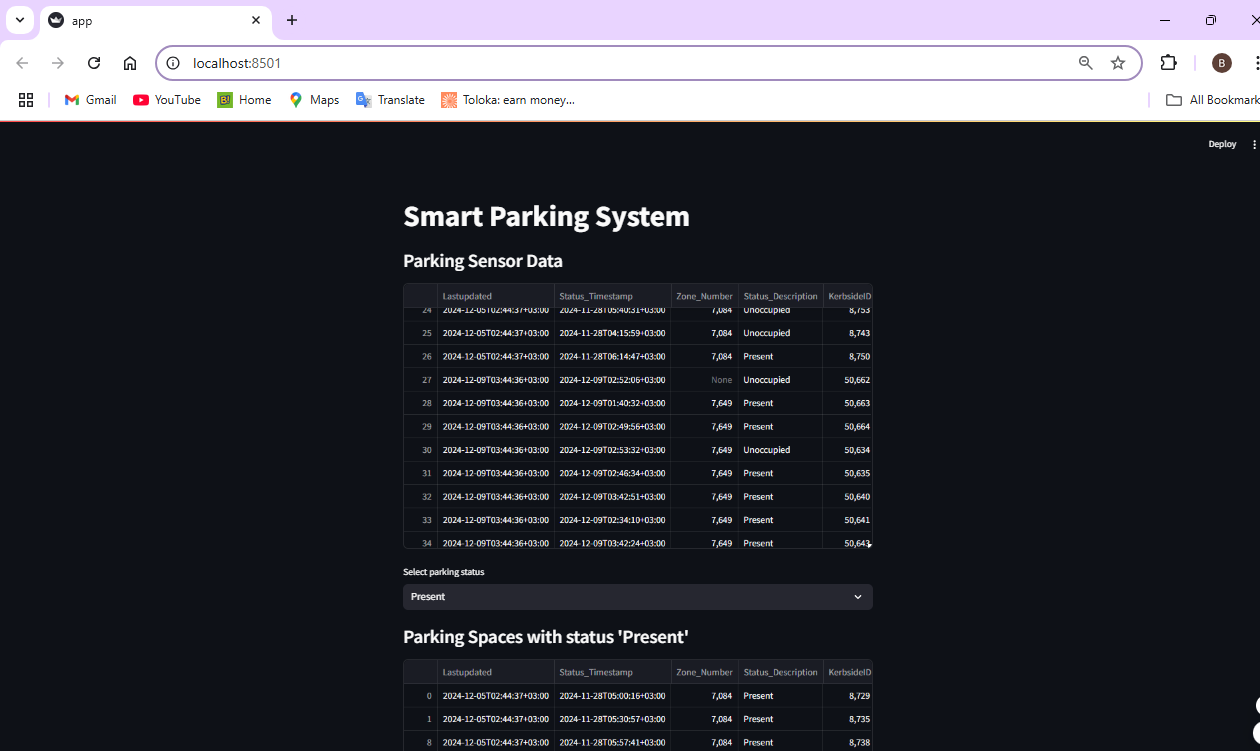 app
localhost:8501
B
Gmail YouTube Home Maps Translate Toloka: earn money... All Bookmark
Deploy
Smart Parking System
Parking Sensor Data
Lastupdated Status_Timestamp Zone_Number Status_Description KerbsideID
24 2024-12-05T02:44:37+03:00 2024-11-28T05:40:31+03:00 7,084 Unoccupied 8,753
25 2024-12-05T02:44:37+03:00 2024-11-28T04:15:59+03:00 7,084 Unoccupied 8,743
26 2024-12-05T02:44:37+03:00 2024-11-28T06:14:47+03:00 7,084 Present 8,750
27 2024-12-09T03:44:36+03:00 2024-12-09T02:52:06+03:00 None Unoccupied 50,662
28 2024-12-09T03:44:36+03:00 2024-12-09T01:40:32+03:00 7,649 Present 50,663
29 2024-12-09T03:44:36+03:00 2024-12-09T02:49:56+03:00 7,649 Present 50,664
30 2024-12-09T03:44:36+03:00 2024-12-09T02:53:32+03:00 7,649 Unoccupied 50,634
31 2024-12-09T03:44:36+03:00 2024-12-09T02:46:34+03:00 7,649 Present 50,635
32 2024-12-09T03:44:36+03:00 2024-12-09T03:42:51+03:00 7,649 Present 50,640
33 2024-12-09T03:44:36+03:00 2024-12-09T02:34:10+03:00 7,649 Present 50,641
34 2024-12-09T03:44:36+03:00 2024-12-09T03:42:24+03:00 7,649 Present 50,643
Select parking status
Present
Parking Spaces with status 'Present'
Lastupdated Status_Timestamp Zone_Number Status_Description KerbsideID
0 2024-12-05T02:44:37+03:00 2024-11-28T05:00:16+03:00 7,084 Present 8,729
1 2024-12-05T02:44:37+03:00 2024-11-28T05:30:57+03:00 7,084 Present 8,735
8 2024-12-05T02:44:37+03:00 2024-11-28T05:57:41+03:00 7,084 Present 8,738